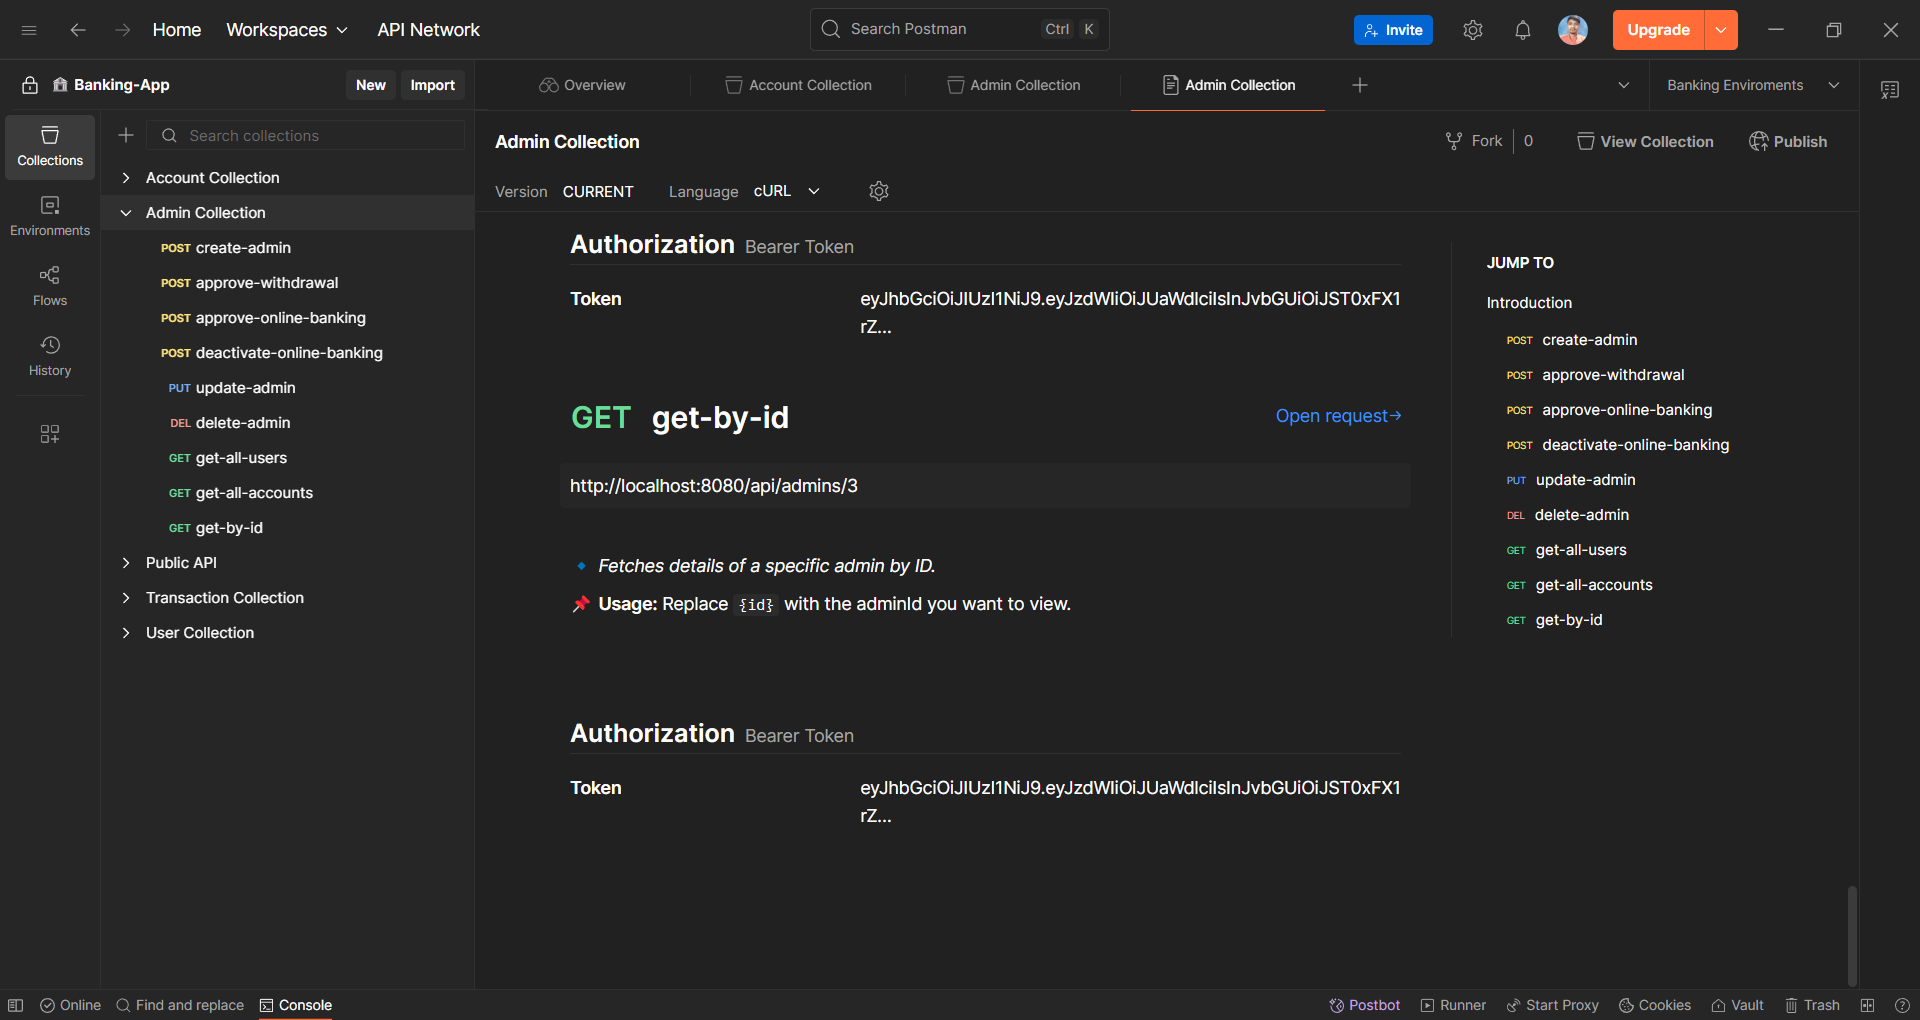 Home
Workspaces
API Network
Search Postman
Ctrl K
Invite
Upgrade
Banking-App
New
Import
Overview
Account Collection
Admin Collection
Admin Collection
Banking Enviroments
Collections
Environments
Flows
History
Search collections
Account Collection
Admin Collection
POST create-admin
POST approve-withdrawal
POST approve-online-banking
POST deactivate-online-banking
PUT update-admin
DEL delete-admin
GET get-all-users
GET get-all-accounts
GET get-by-id
Public API
Transaction Collection
User Collection
Admin Collection
Fork 0
View Collection
Publish
Version CURRENT
Language cURL
Authorization Bearer Token
Token
eyJhbGciOiJIUzI1NiJ9.eyJzdWIiOiJUaWdlciIsInJvbGUiOiJST0xFX1
rZ...
GET get-by-id
Open request→
http://localhost:8080/api/admins/3
🔹 Fetches details of a specific admin by ID.
📌 Usage: Replace {id} with the adminId you want to view.
Authorization Bearer Token
Token
eyJhbGciOiJIUzI1NiJ9.eyJzdWIiOiJUaWdlciIsInJvbGUiOiJST0xFX1
rZ...
JUMP TO
Introduction
POST create-admin
POST approve-withdrawal
POST approve-online-banking
POST deactivate-online-banking
PUT update-admin
DEL delete-admin
GET get-all-users
GET get-all-accounts
GET get-by-id
Online
Find and replace
Console
Postbot
Runner
Start Proxy
Cookies
Vault
Trash